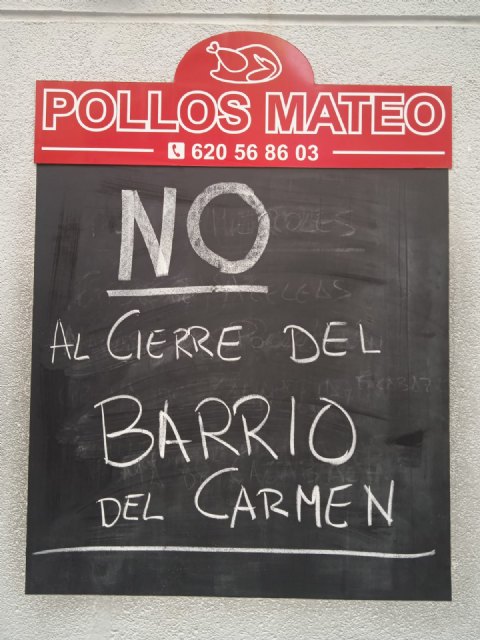 POLLOS MATEO
620 56 86 03
NO
AL CIERRE DEL
BARRIO
DEL CARMEN